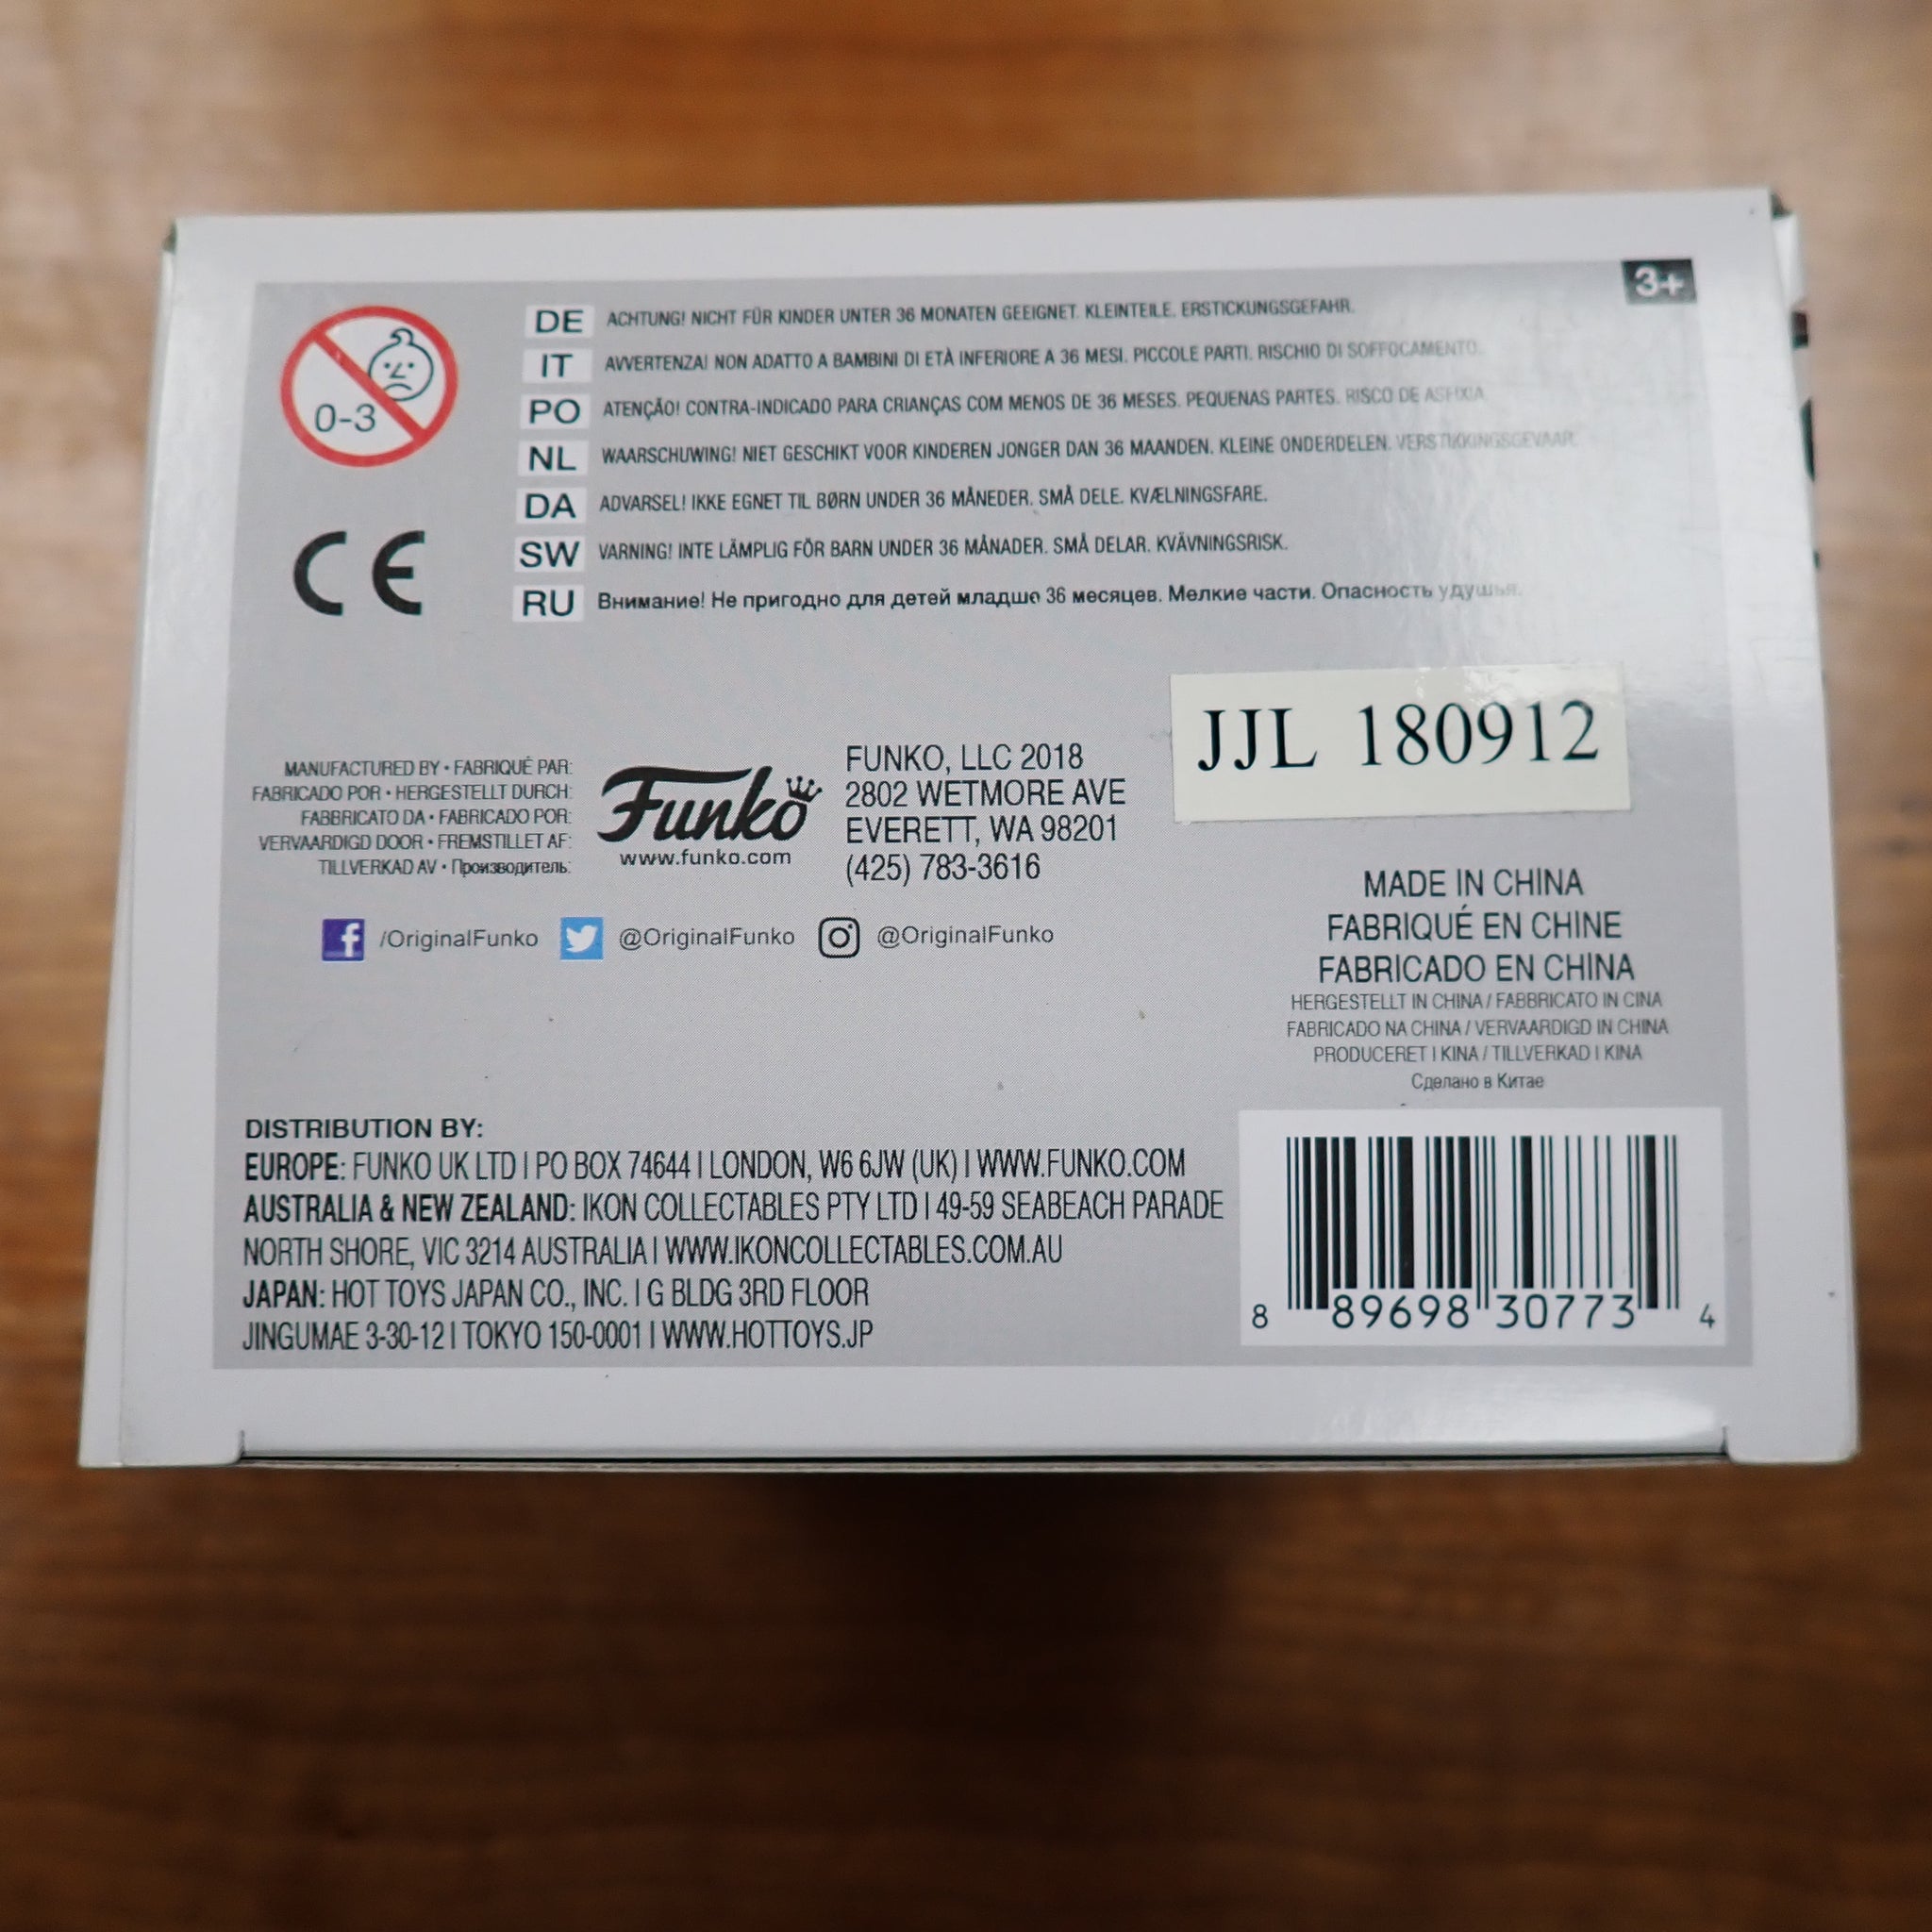 3+
0-3
DE ACHTUNG! NICHT FÜR KINDER UNTER 36 MONATEN GEEIGNET. KLEINTEILE. ERSTICKUNGSGEFAHR.
IT AVVERTENZA! NON ADATTO A BAMBINI DI ETÀ INFERIORE A 36 MESI. PICCOLE PARTI. RISCHIO DI SOFFOCAMENTO.
PO ATENÇÃO! CONTRA-INDICADO PARA CRIANÇAS COM MENOS DE 36 MESES. PEQUENAS PARTES. RISCO DE ASFIXIA.
NL WAARSCHUWING! NIET GESCHIKT VOOR KINDEREN JONGER DAN 36 MAANDEN. KLEINE ONDERDELEN. VERSTIKKINGSGEVAAR.
DA ADVARSEL! IKKE EGNET TIL BØRN UNDER 36 MÅNEDER. SMÅ DELE. KVÆLNINGSFARE.
SW VARNING! INTE LÄMPLIG FÖR BARN UNDER 36 MÅNADER. SMÅ DELAR. KVÄVNINGSRISK.
RU Внимание! Не пригодно для детей младше 36 месяцев. Мелкие части. Опасность удушья.
CE
JJL 180912
MANUFACTURED BY • FABRIQUÉ PAR:
FABRICADO POR • HERGESTELLT DURCH:
FABBRICATO DA • FABRICADO POR:
VERVAARDIGD DOOR • FREMSTILLET AF:
TILLVERKAD AV • Производитель:
Funko
www.funko.com
FUNKO, LLC 2018
2802 WETMORE AVE
EVERETT, WA 98201
(425) 783-3616
/OriginalFunko @OriginalFunko @OriginalFunko
MADE IN CHINA
FABRIQUÉ EN CHINE
FABRICADO EN CHINA
HERGESTELLT IN CHINA / FABBRICATO IN CINA
FABRICADO NA CHINA / VERVAARDIGD IN CHINA
PRODUCERET I KINA / TILLVERKAD I KINA
Сделано в Китае
DISTRIBUTION BY:
EUROPE: FUNKO UK LTD | PO BOX 74644 | LONDON, W6 6JW (UK) | WWW.FUNKO.COM
AUSTRALIA & NEW ZEALAND: IKON COLLECTABLES PTY LTD | 49-59 SEABEACH PARADE
NORTH SHORE, VIC 3214 AUSTRALIA | WWW.IKONCOLLECTABLES.COM.AU
JAPAN: HOT TOYS JAPAN CO., INC. | G BLDG 3RD FLOOR
JINGUMAE 3-30-12 | TOKYO 150-0001 | WWW.HOTTOYS.JP
8 89698 30773 4